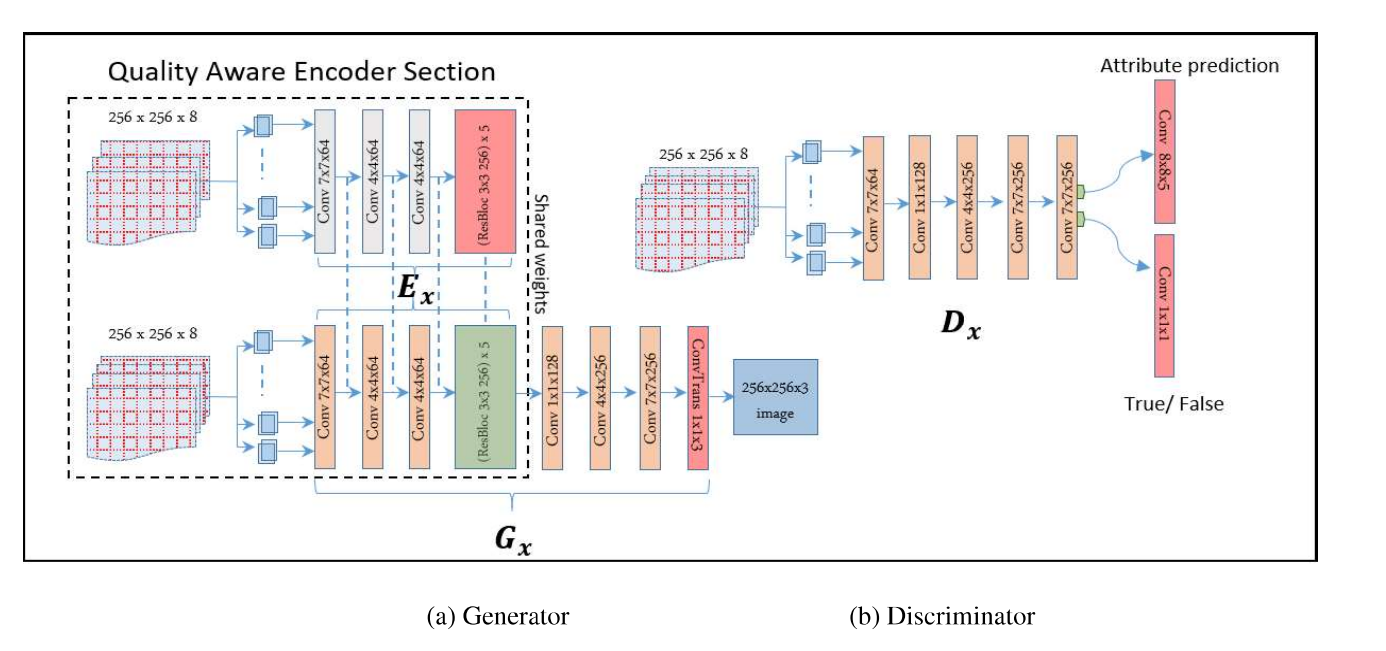 Quality Aware Encoder Section
256 x 256 x 8
Conv 7x7x64
Conv 4x4x64
Conv 4x4x64
(ResBloc 3x3 256) x 5
Shared weights
E x
256 x 256 x 8
Conv 7x7x64
Conv 4x4x64
Conv 4x4x64
(ResBloc 3x3 256) x 5
Conv 1x1x128
Conv 4x4x256
Conv 7x7x256
ConvTrans 1x1x3
256x256x3
image
G x
256 x 256 x 8
Conv 7x7x64
Conv 1x1x128
Conv 4x4x256
Conv 7x7x256
Conv 7x7x256
D x
Attribute prediction
Conv 8x8x5
Conv 1x1x1
True/ False
(a) Generator
(b) Discriminator